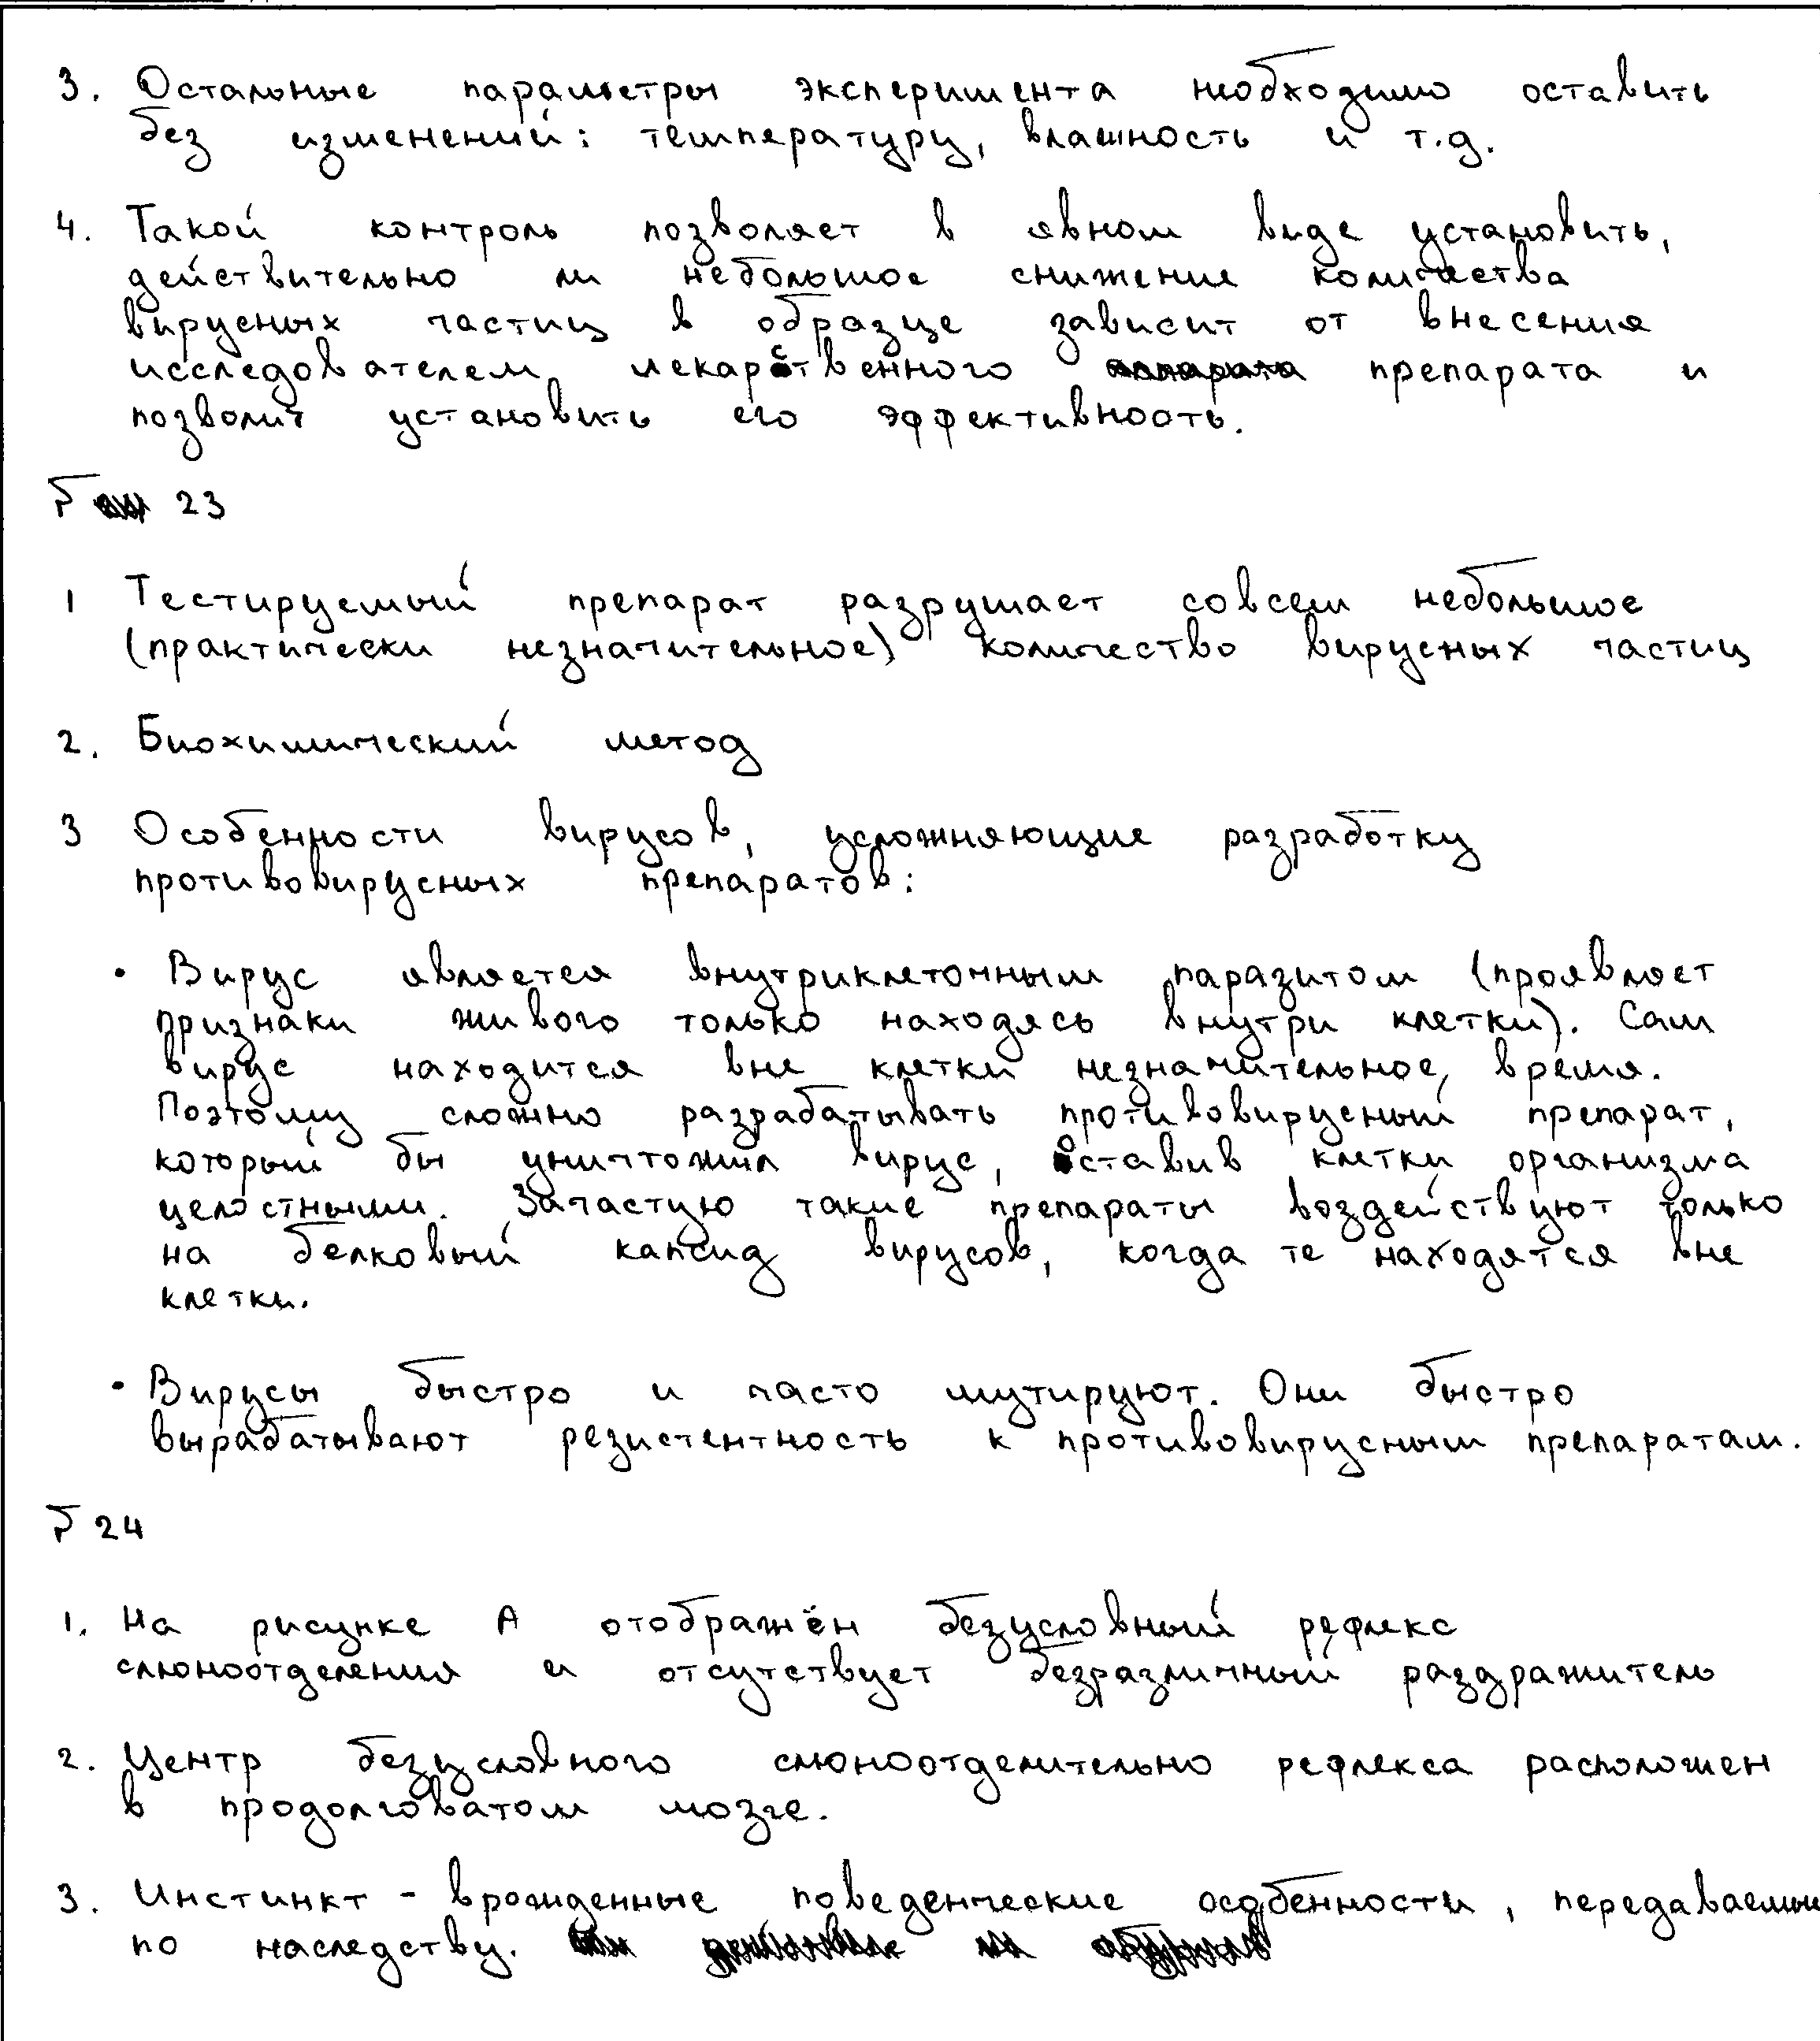 3. Остальные параметры эксперимента необходимо оставить
без изменений: температуру, влажность и т.д.
4. Такой контроль позволяет в явном виде установить,
действительно ли небольшое снижение количества
вирусных частиц в образце зависит от внесения
исследователем лекарственного препарата и
позволит установить его эффективность.
23
1 Тестируемый препарат разрушает совсем небольшое
(практически незначительное) количество вирусных частиц
2. Биохимический метод
3 Особенности вирусов, усложняющие разработку
противовирусных препаратов:
• Вирус является внутриклеточным паразитом (проявляет
признаки живого только находясь внутри клетки). Сам
вирус находится вне клетки незначительное время.
Поэтому сложно разрабатывать противовирусный препарат,
который бы уничтожил вирус, оставив клетки организма
целостными. Зачастую такие препараты воздействуют только
на белковый капсид вирусов, когда те находятся вне
клетки.
• Вирусы быстро и часто мутируют. Они быстро
вырабатывают резистентность к противовирусным препаратам.
24
1. На рисунке А отображён безусловный рефлекс
слюноотделения и отсутствует безразличный раздражитель
2. Центр безусловного слюноотделительно рефлекса расположен
в продолговатом мозге.
3. Инстинкт - врожденные поведенческие особенности, передаваемые
по наследству.